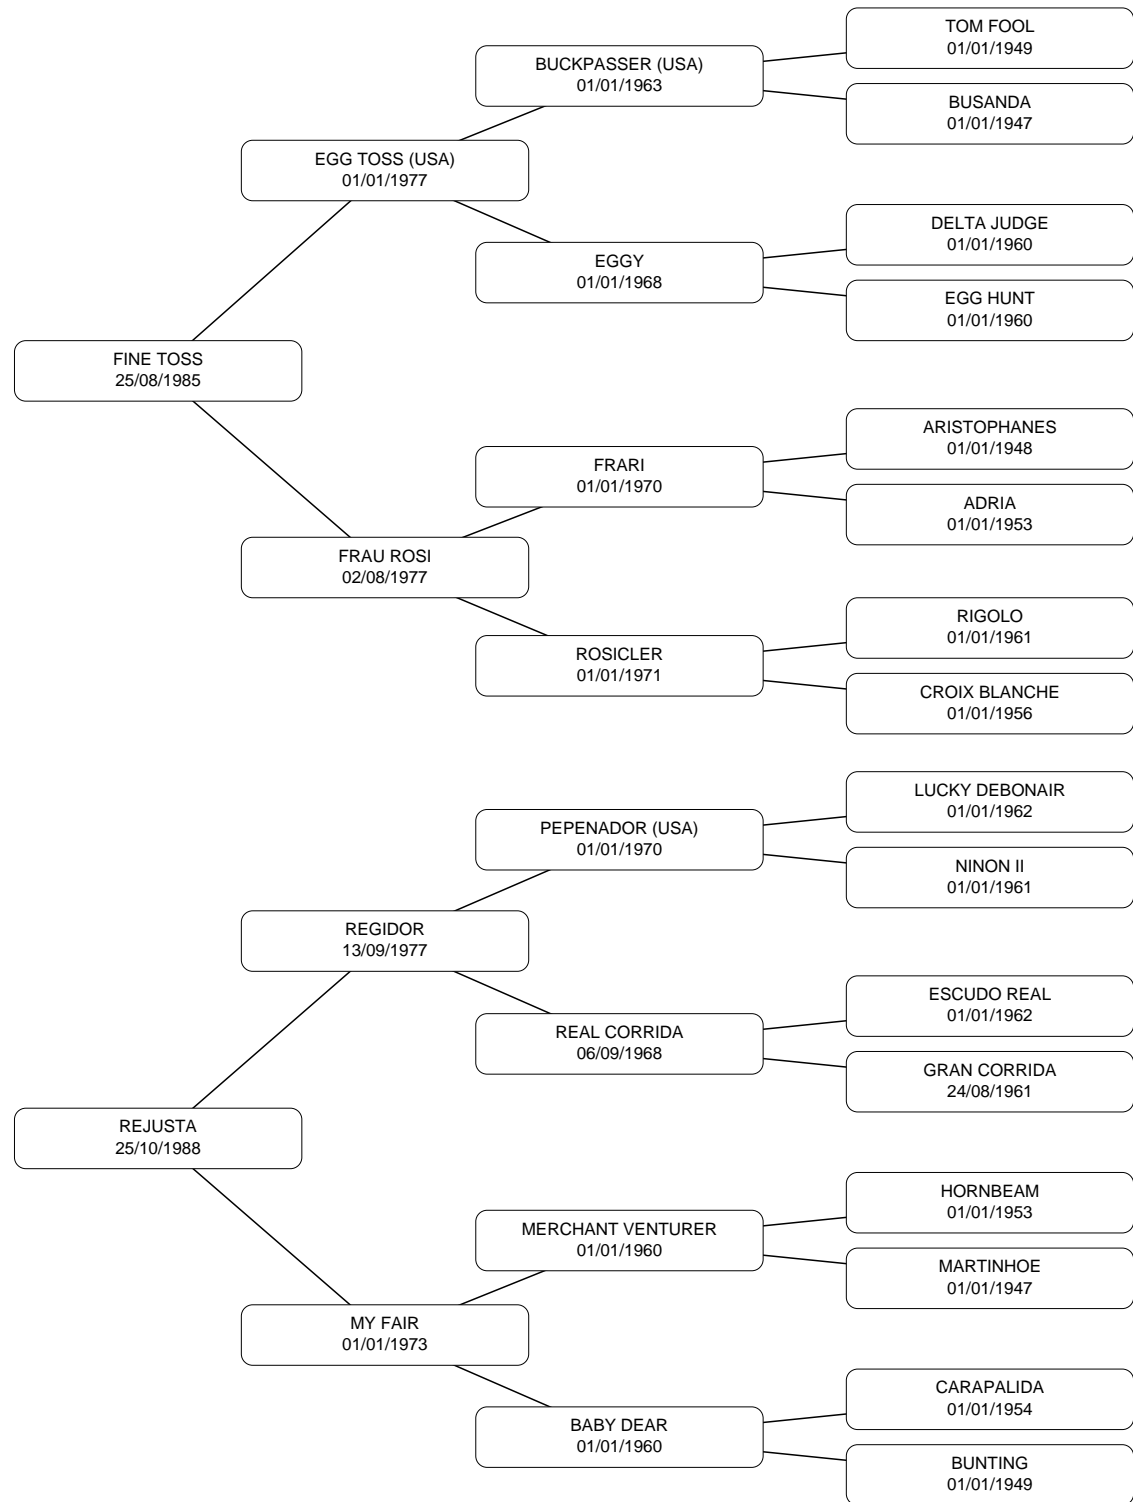 TOM FOOL
01/01/1949
BUCKPASSER (USA)
01/01/1963
BUSANDA
01/01/1947
EGG TOSS (USA)
01/01/1977
DELTA JUDGE
01/01/1960
EGGY
01/01/1968
EGG HUNT
01/01/1960
FINE TOSS
25/08/1985
ARISTOPHANES
01/01/1948
FRARI
01/01/1970
ADRIA
01/01/1953
FRAU ROSI
02/08/1977
RIGOLO
01/01/1961
ROSICLER
01/01/1971
CROIX BLANCHE
01/01/1956
LUCKY DEBONAIR
01/01/1962
PEPENADOR (USA)
01/01/1970
NINON II
01/01/1961
REGIDOR
13/09/1977
ESCUDO REAL
01/01/1962
REAL CORRIDA
06/09/1968
GRAN CORRIDA
24/08/1961
REJUSTA
25/10/1988
HORNBEAM
01/01/1953
MERCHANT VENTURER
01/01/1960
MARTINHOE
01/01/1947
MY FAIR
01/01/1973
CARAPALIDA
01/01/1954
BABY DEAR
01/01/1960
BUNTING
01/01/1949